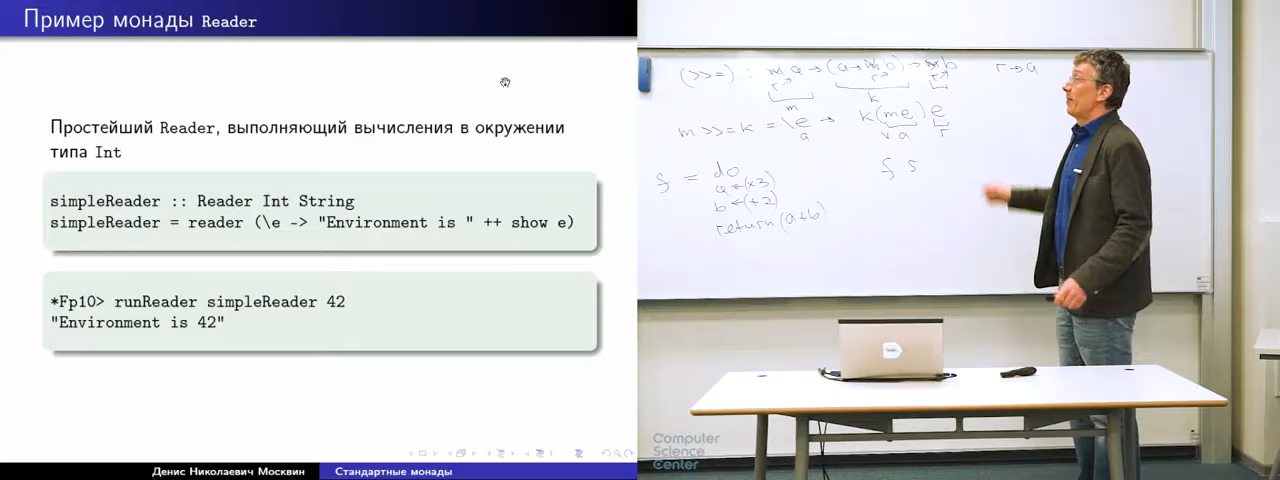 Пример монады Reader
Простейший Reader, выполняющий вычисления в окружении
типа Int
simpleReader :: Reader Int String
simpleReader = reader (\e -> "Environment is " ++ show e)
*Fp10> runReader simpleReader 42
"Environment is 42"
Денис Николаевич Москвин
Стандартные монады
(>>=) :
r→a
m
k
m >>= k = \e → k(me) e
f = do
a ← (×3)
b ← (+2)
return (a+b)
f 5
Computer
Science
Center